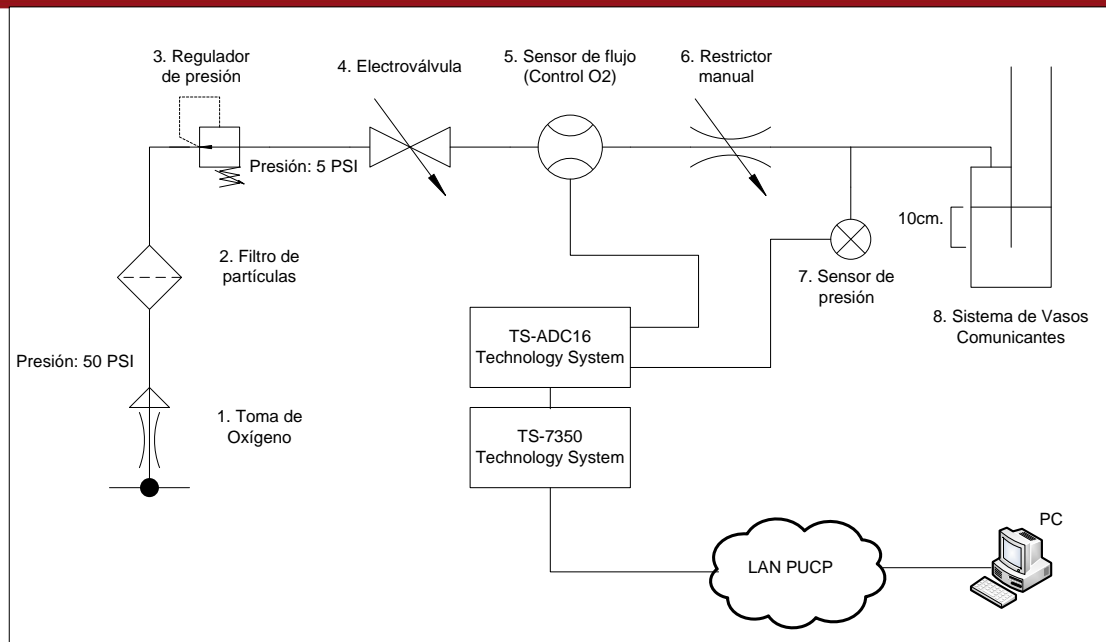 3. Regulador
de presión
4. Electroválvula
5. Sensor de flujo
(Control O2)
6. Restrictor
manual
Presión: 5 PSI
10cm.
2. Filtro de
partículas
7. Sensor de
presión
8. Sistema de Vasos
Comunicantes
TS-ADC16
Technology System
Presión: 50 PSI
1. Toma de
Oxígeno
TS-7350
Technology System
PC
LAN PUCP